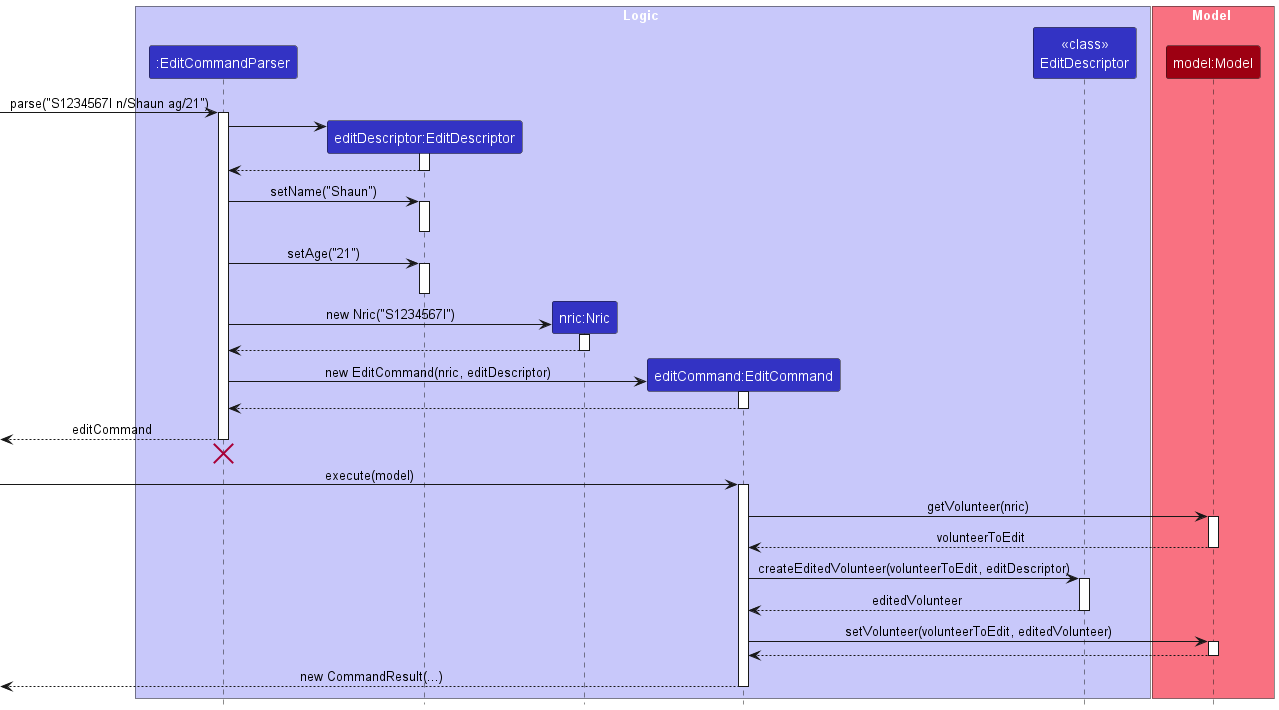 Logic
Model
:EditCommandParser
«class»
EditDescriptor
model:Model
parse("S1234567I n/Shaun ag/21")
editDescriptor:EditDescriptor
setName("Shaun")
setAge("21")
new Nric("S1234567I")
nric:Nric
new EditCommand(nric, editDescriptor)
editCommand:EditCommand
editCommand
execute(model)
getVolunteer(nric)
volunteerToEdit
createEditedVolunteer(volunteerToEdit, editDescriptor)
editedVolunteer
setVolunteer(volunteerToEdit, editedVolunteer)
new CommandResult(...)